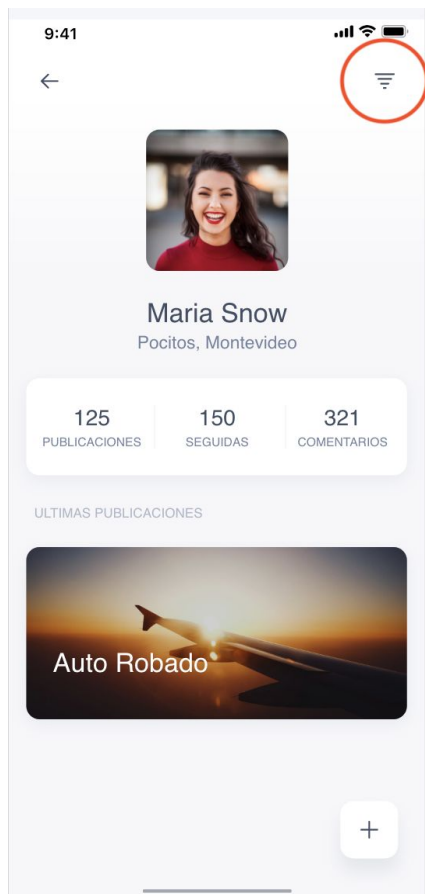 9:41
Maria Snow
Pocitos, Montevideo
125 150 321
PUBLICACIONES SEGUIDAS COMENTARIOS
ULTIMAS PUBLICACIONES
Auto Robado
+